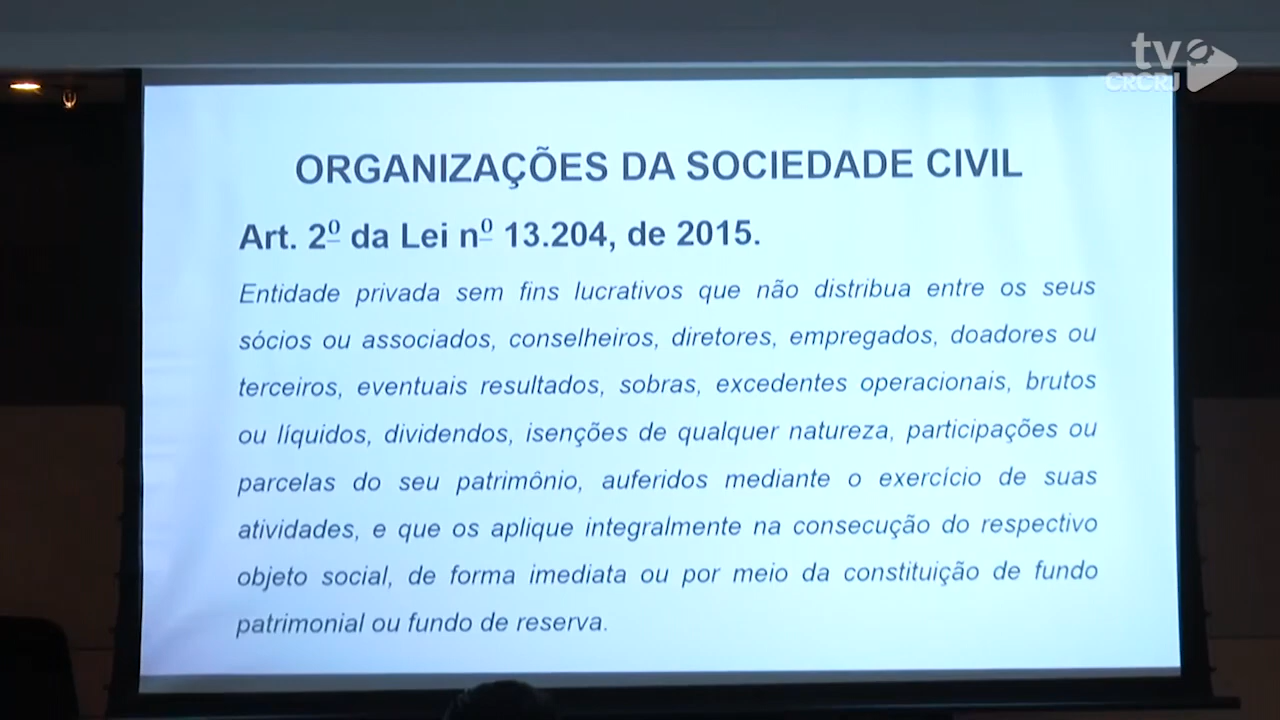 tv
CRCRJ
ORGANIZAÇÕES DA SOCIEDADE CIVIL
Art. 2º da Lei nº 13.204, de 2015.
Entidade privada sem fins lucrativos que não distribua entre os seus
sócios ou associados, conselheiros, diretores, empregados, doadores ou
terceiros, eventuais resultados, sobras, excedentes operacionais, brutos
ou líquidos, dividendos, isenções de qualquer natureza, participações ou
parcelas do seu patrimônio, auferidos mediante o exercício de suas
atividades, e que os aplique integralmente na consecução do respectivo
objeto social, de forma imediata ou por meio da constituição de fundo
patrimonial ou fundo de reserva.